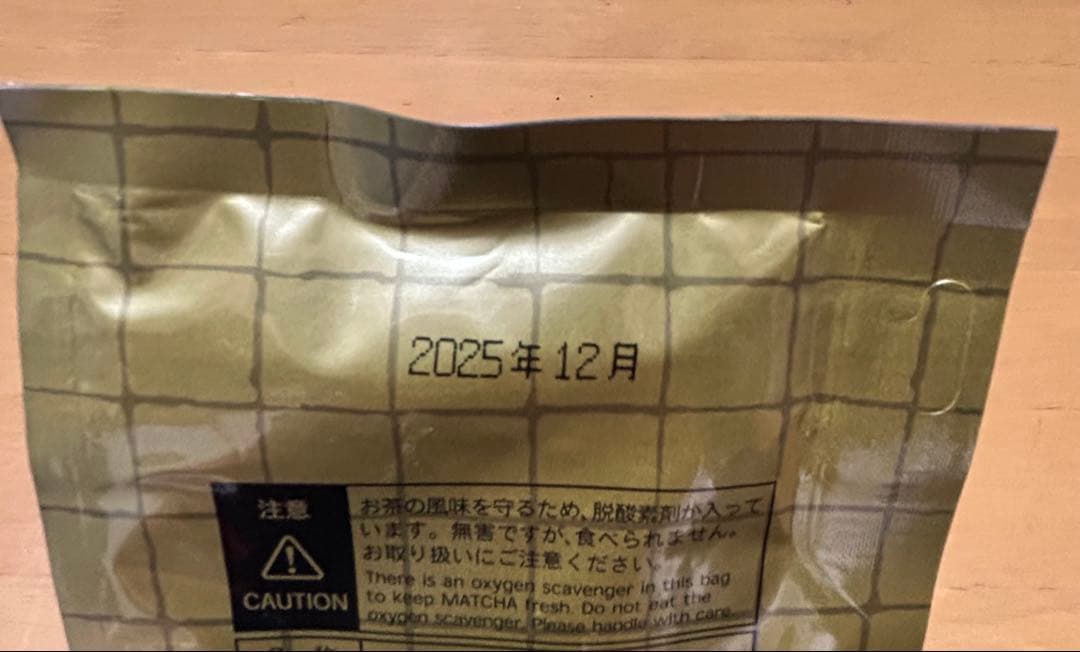 2025年12月
注意
CAUTION
お茶の風味を守るため、脱酸素剤が入って
います。無害ですが、食べられません。
お取り扱いにご注意ください。
There is an oxygen scavenger in this bag
to keep MATCHA fresh. Do not eat the
oxygen scavenger. Please handle with care.